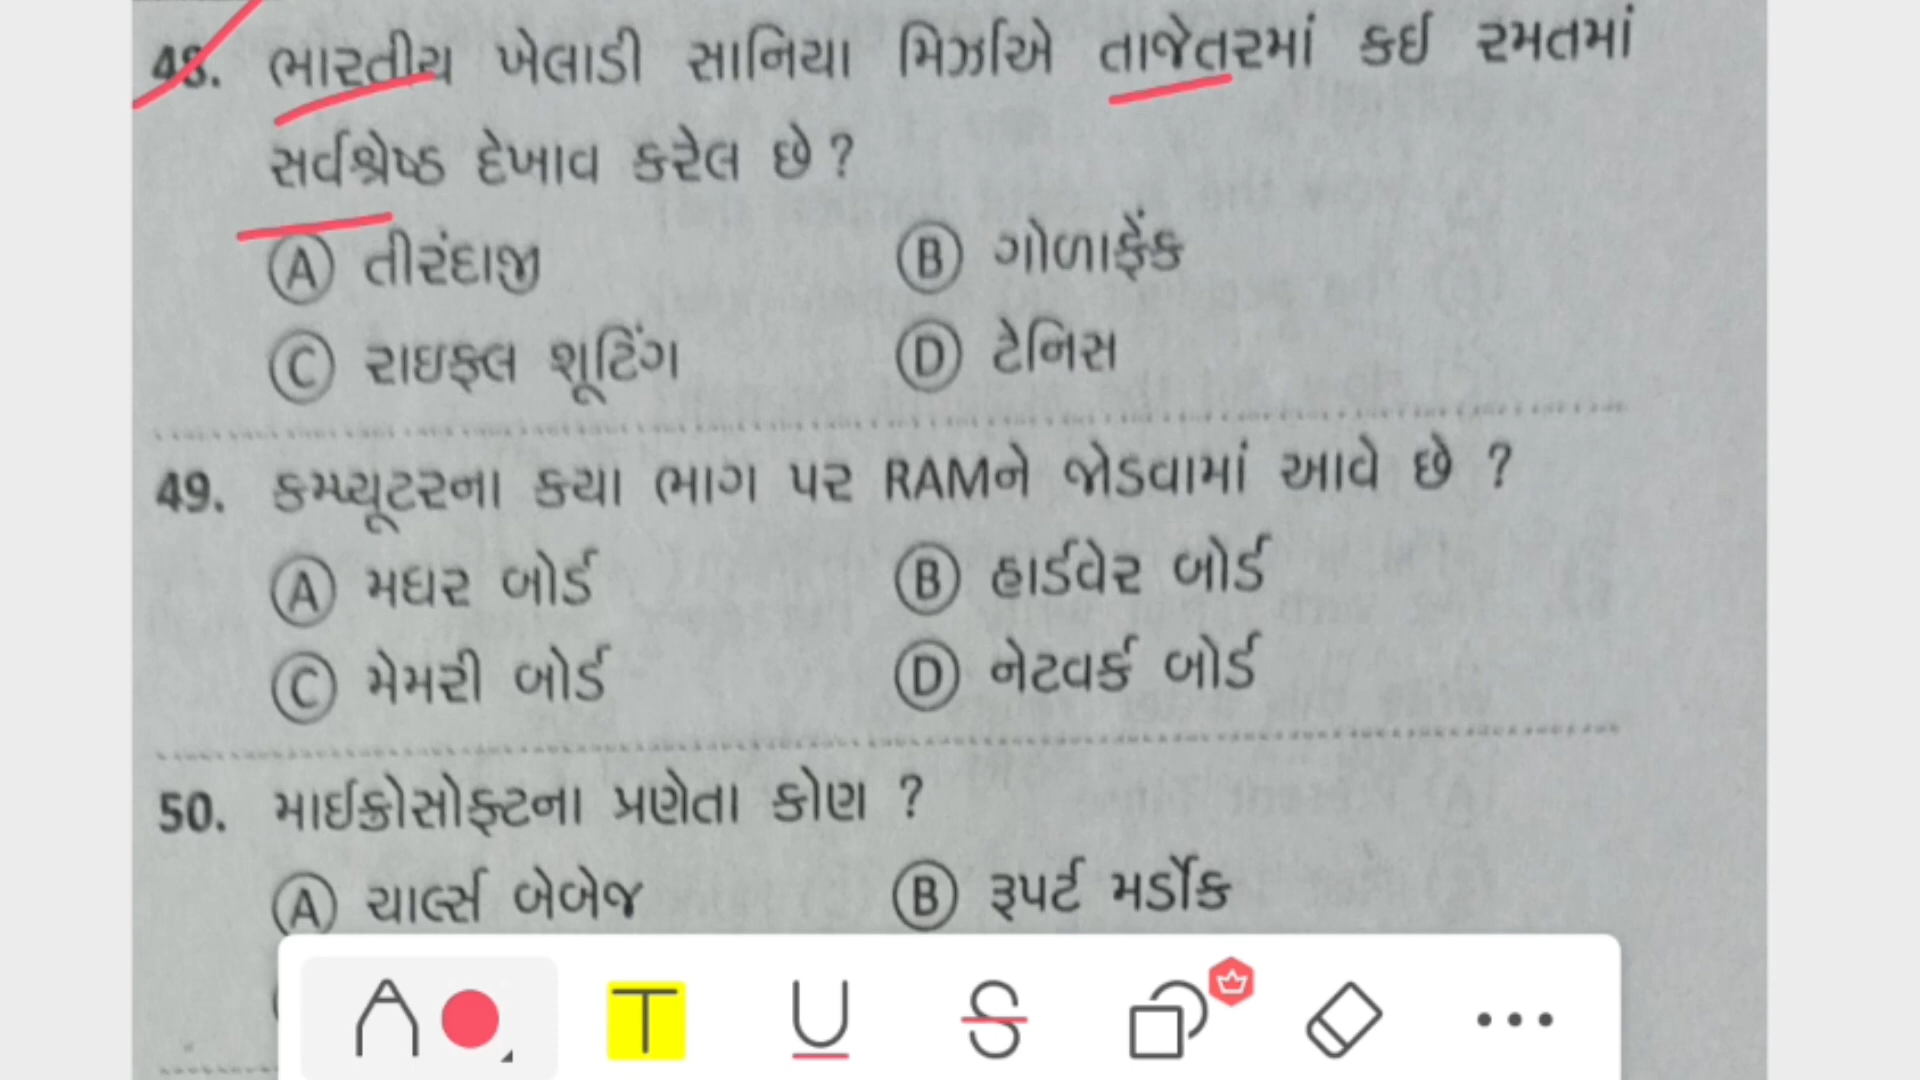 48. ભારતીય ખેલાડી સાનિયા મિર્ઝાએ તાજેતરમાં કઈ રમતમાં
સર્વશ્રેષ્ઠ દેખાવ કરેલ છે ?
A તીરંદાજી B ગોળાફેંક
C રાઇફલ શૂટિંગ D ટેનિસ
49. કમ્પ્યૂટરના કયા ભાગ પર RAMને જોડવામાં આવે છે ?
A મધર બોર્ડ B હાર્ડવેર બોર્ડ
C મેમરી બોર્ડ D નેટવર્ક બોર્ડ
50. માઈક્રોસોફ્ટના પ્રણેતા કોણ ?
A ચાર્લ્સ બેબેજ B રૂપર્ટ મર્ડોક
T U S